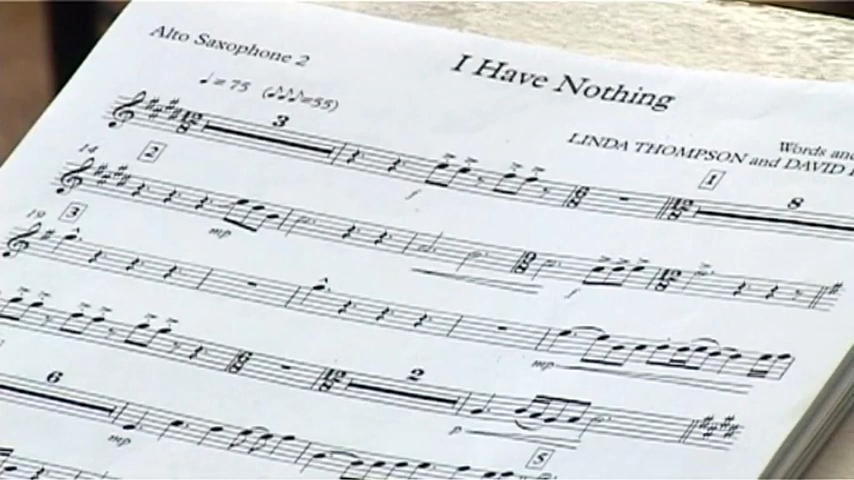 Alto Saxophone 2
I Have Nothing
♩= 75 (♪♪♪♪=55)
Words and
LINDA THOMPSON and DAVID
3
f
1
8
14
2
mp
f
19
3
mp
2
p
6
mp
5